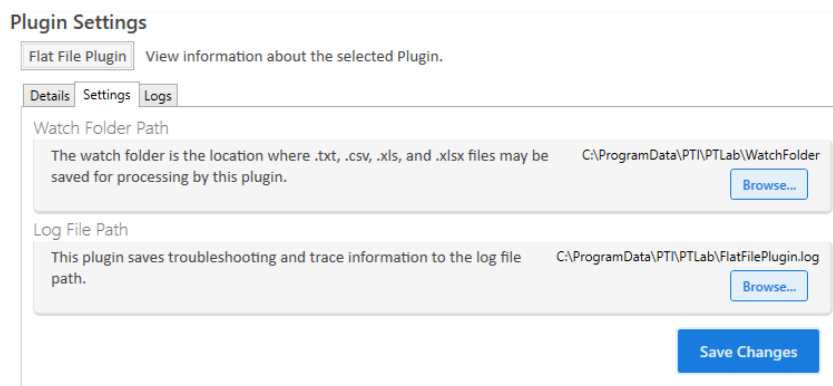 Plugin Settings
Flat File Plugin View information about the selected Plugin.
Details Settings Logs
Watch Folder Path
The watch folder is the location where .txt, .csv, .xls, and .xlsx files may be C:\ProgramData\PTI\PTLab\WatchFolder
saved for processing by this plugin.
Browse...
Log File Path
This plugin saves troubleshooting and trace information to the log file C:\ProgramData\PTI\PTLab\FlatFilePlugin.log
path.
Browse...
Save Changes